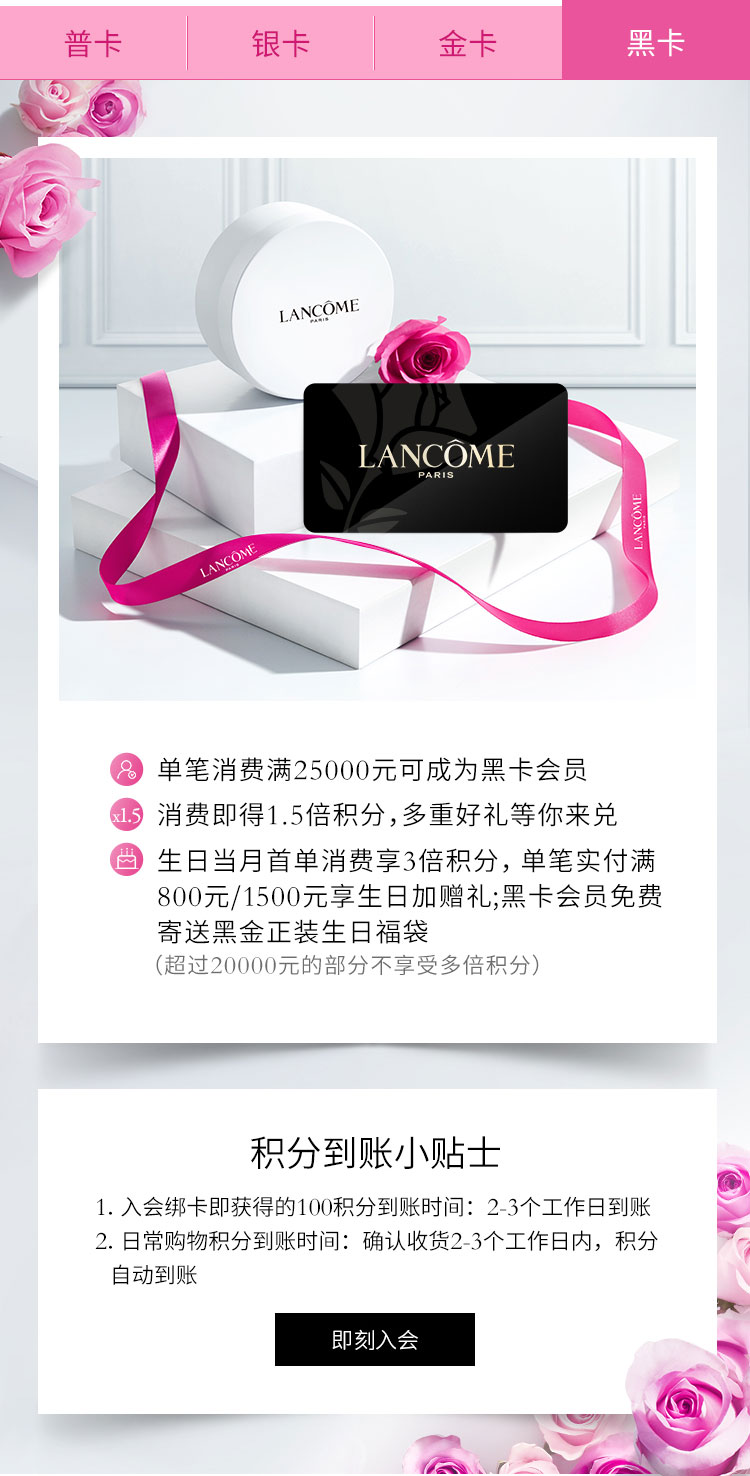 普卡
银卡
金卡
黑卡
LANCÔME
PARIS
LANCÔME
PARIS
LANCÔME
PARIS
LANCÔME
PARIS
单笔消费满25000元可成为黑卡会员
x1.5 消费即得1.5倍积分,多重好礼等你来兑
生日当月首单消费享3倍积分, 单笔实付满
800元/1500元享生日加赠礼;黑卡会员免费
寄送黑金正装生日福袋
(超过20000元的部分不享受多倍积分)
积分到账小贴士
1. 入会绑卡即获得的100积分到账时间：2-3个工作日到账
2. 日常购物积分到账时间：确认收货2-3个工作日内，积分
自动到账
即刻入会